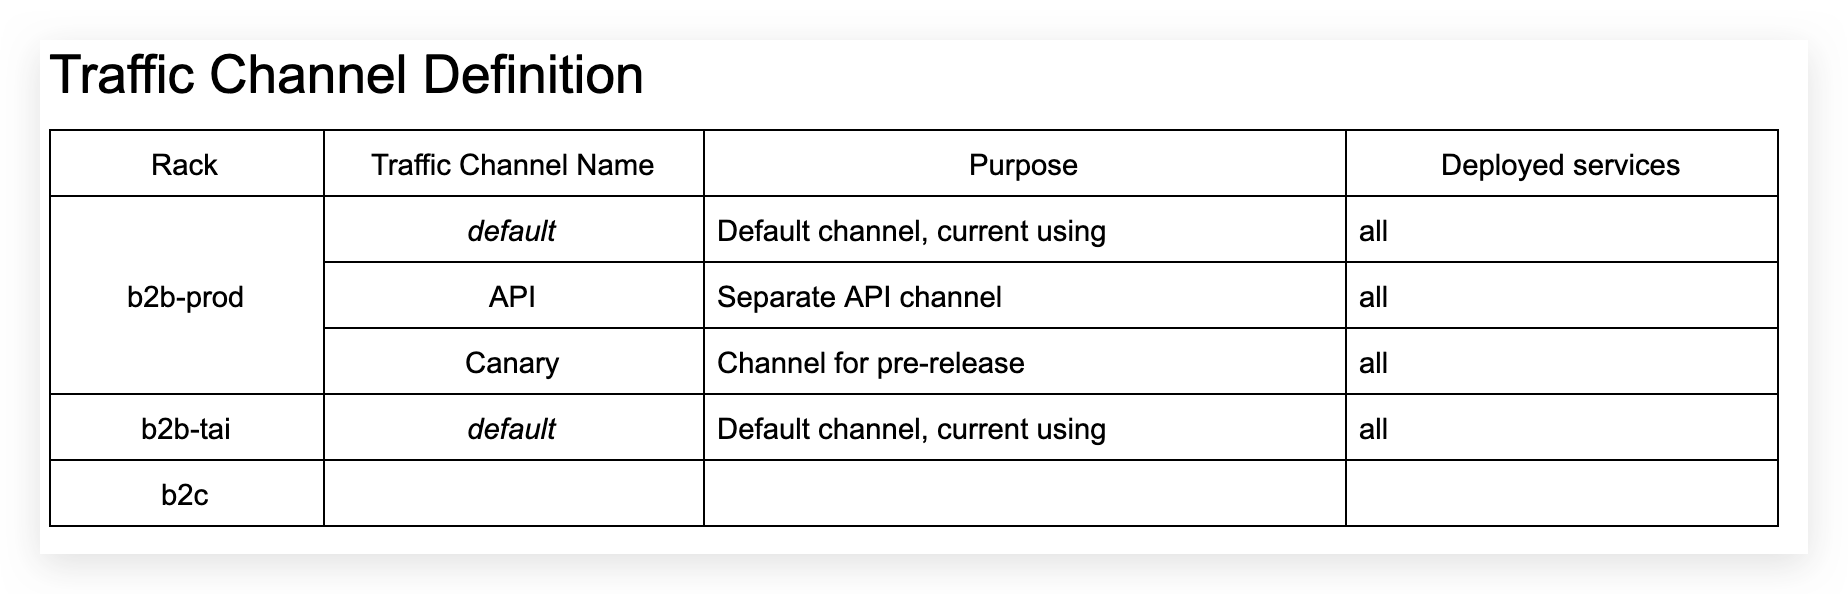 Traffic Channel Definition
Rack Traffic Channel Name Purpose Deployed services
default Default channel, current using all
b2b-prod API Separate API channel all
Canary Channel for pre-release all
b2b-tai default Default channel, current using all
b2c